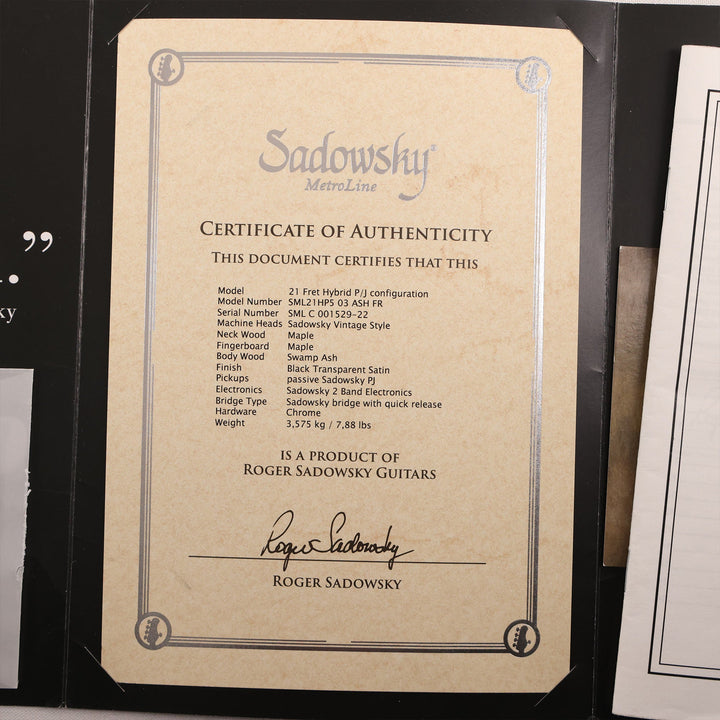 ”
.
ky
Sadowsky
MetroLine
CERTIFICATE OF AUTHENTICITY
THIS DOCUMENT CERTIFIES THAT THIS
Model 21 Fret Hybrid P/J configuration
Model Number SML21HP5 03 ASH FR
Serial Number SML C 001529-22
Machine Heads Sadowsky Vintage Style
Neck Wood Maple
Fingerboard Maple
Body Wood Swamp Ash
Finish Black Transparent Satin
Pickups passive Sadowsky PJ
Electronics Sadowsky 2 Band Electronics
Bridge Type Sadowsky bridge with quick release
Hardware Chrome
Weight 3,575 kg / 7,88 lbs
IS A PRODUCT OF
ROGER SADOWSKY GUITARS
Roger Sadowsky
ROGER SADOWSKY